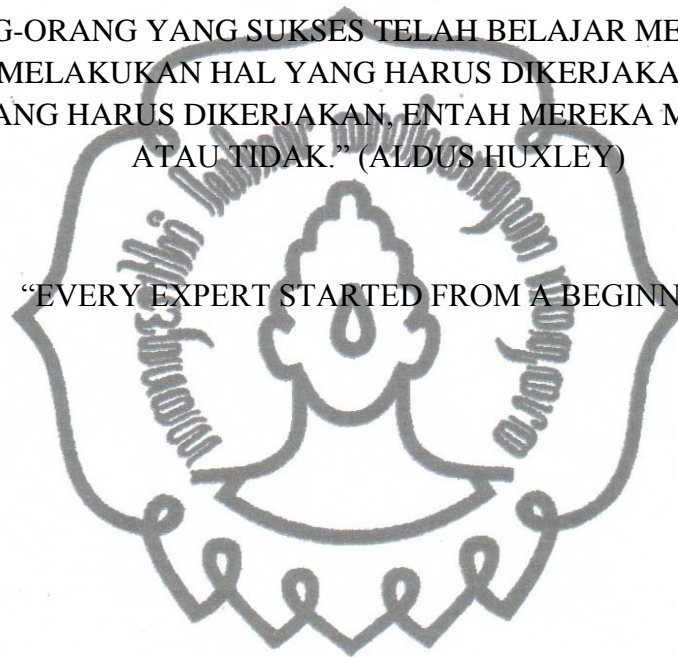 G-ORANG YANG SUKSES TELAH BELAJAR ME
MELAKUKAN HAL YANG HARUS DIKERJAKA
ANG HARUS DIKERJAKAN, ENTAH MEREKA M
ATAU TIDAK.” (ALDUS HUXLEY)
“EVERY EXPERT STARTED FROM A BEGINN